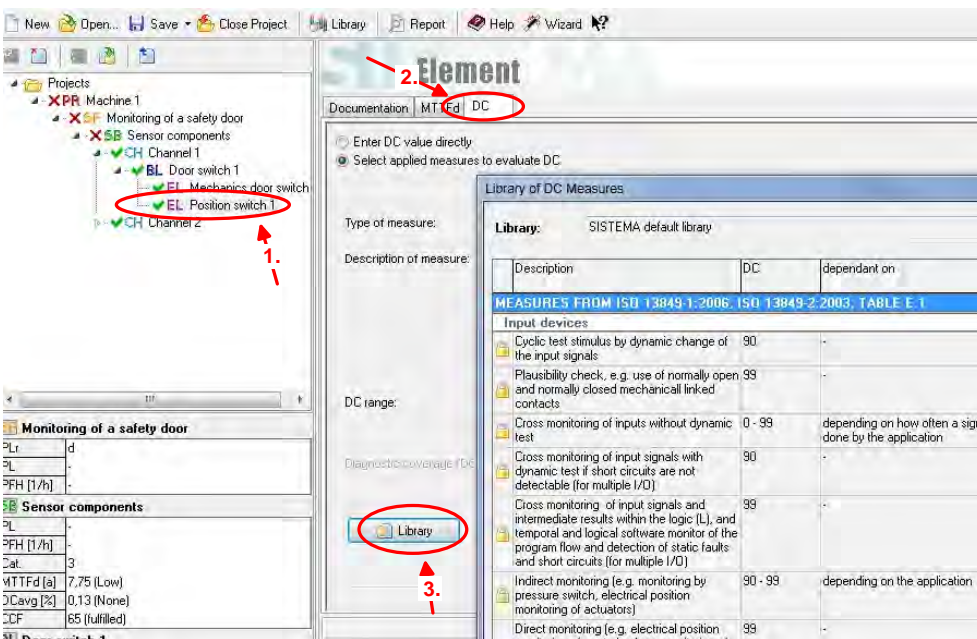 New Open... Save Close Project Library Report Help Wizard
2.
Element
Projects
PR Machine 1
SF Monitoring of a safety door
SB Sensor components
CH Channel 1
BL Door switch 1
EL Mechanics door switch
EL Position switch 1
CH Channel 2
1.
Documentation MTTFd DC
Enter DC value directly
Select applied measures to evaluate DC
Type of measure:
Description of measure:
DC range:
Diagnostic coverage (DC
Library
3.
Library of DC Measures
Library: SISTEMA default library
Description DC dependant on
MEASURES FROM ISO 13849-1:2006, ISO 13849-2:2003, TABLE E.1
Input devices
Cyclic test stimulus by dynamic change of 90 -
the input signals
Plausibility check, e.g. use of normally open 99 -
and normally closed mechanicall linked
contacts
Cross monitoring of inputs without dynamic 0 - 99 depending on how often a sig
test done by the application
Cross monitoring of input signals with 90 -
dynamic test if short circuits are not
detectable (for multiple I/O)
Cross monitoring of input signals and 99 -
intermediate results within the logic (L), and
temporal and logical software monitor of the
program flow and detection of static faults
and short circuits (for multiple I/O)
Indirect monitoring (e.g. monitoring by 90 - 99 depending on the application
pressure switch, electrical position
monitoring of actuators)
Direct monitoring (e.g. electrical position 99 -
Monitoring of a safety door
PLr d
PL -
PFH [1/h] -
SB Sensor components
PL -
PFH [1/h] -
Cat. 3
MTTFd [a] 7,75 (Low)
DCavg [%] 0,13 (None)
CCF 65 (fulfilled)